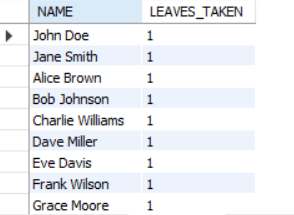 NAME LEAVES_TAKEN
John Doe 1
Jane Smith 1
Alice Brown 1
Bob Johnson 1
Charlie Williams 1
Dave Miller 1
Eve Davis 1
Frank Wilson 1
Grace Moore 1